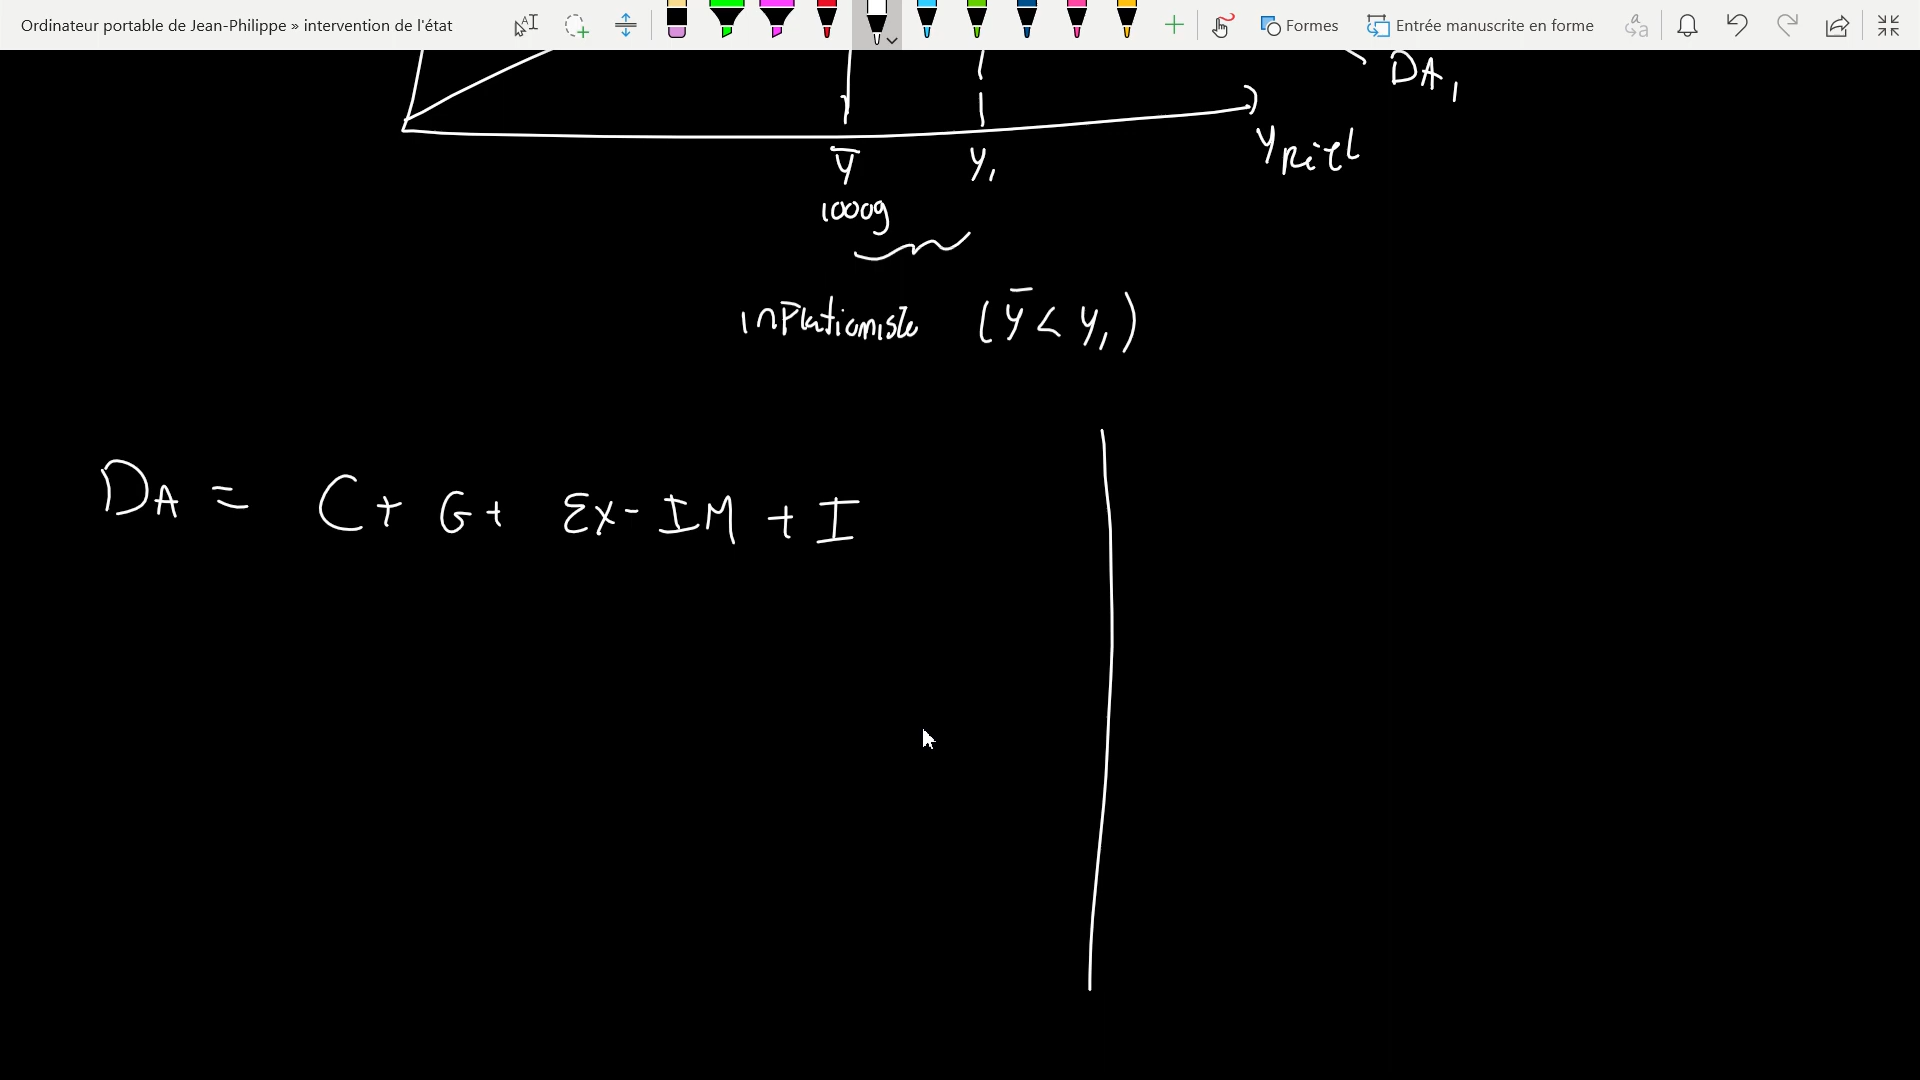 Ordinateur portable de Jean-Philippe » intervention de l'état
Formes
Entrée manuscrite en forme
DA1
Ȳ Y1 YRéel
1000g
inflationiste (Ȳ < Y1)
DA = C + G + EX - IM + I